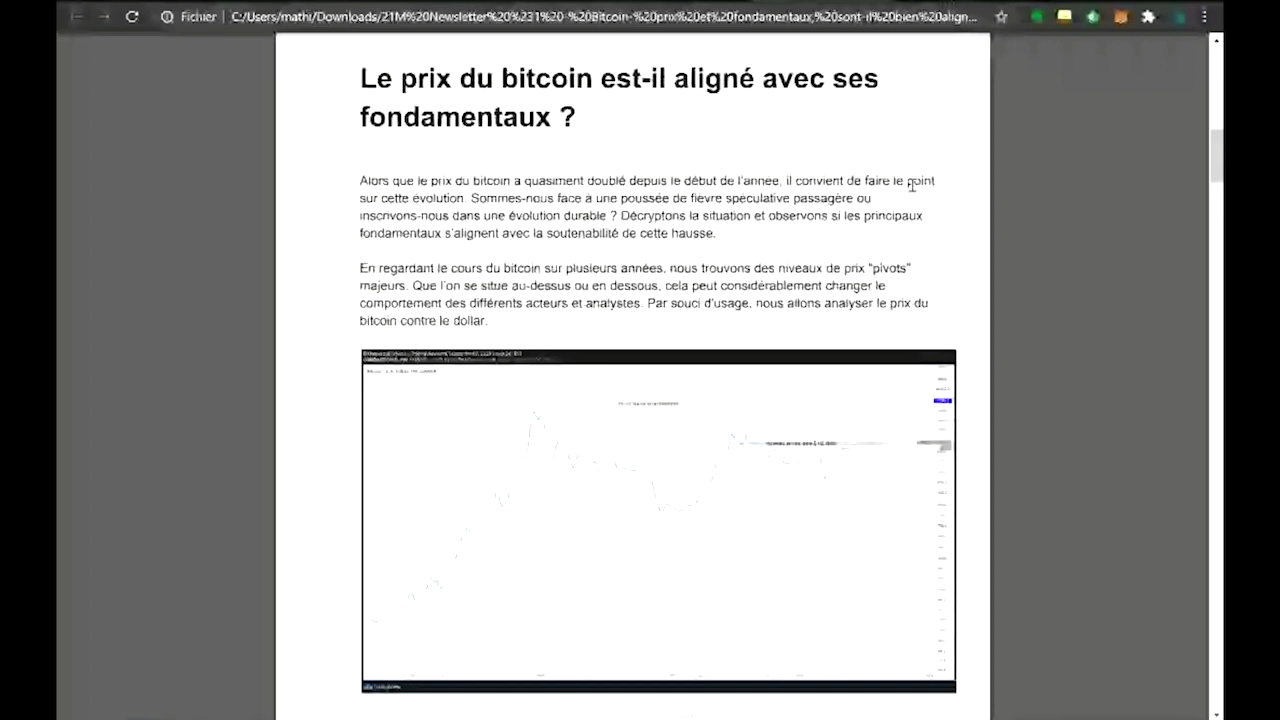 Fichier C:/Users/mathi/Downloads/21M%20Newsletter%20%231%20-%20Bitcoin-%20prix%20et%20fondamentaux,%20sont-il%20bien%20align...
Le prix du bitcoin est-il aligné avec ses
fondamentaux ?
Alors que le prix du bitcoin a quasiment doublé depuis le début de l'année, il convient de faire le point
sur cette évolution. Sommes-nous face à une poussée de fièvre spéculative passagère ou
inscrivons-nous dans une évolution durable ? Décryptons la situation et observons si les principaux
fondamentaux s'alignent avec la soutenabilité de cette hausse.
En regardant le cours du bitcoin sur plusieurs années, nous trouvons des niveaux de prix "pivots"
majeurs. Que l'on se situe au-dessus ou en dessous, cela peut considérablement changer le
comportement des différents acteurs et analystes. Par souci d'usage, nous allons analyser le prix du
bitcoin contre le dollar.